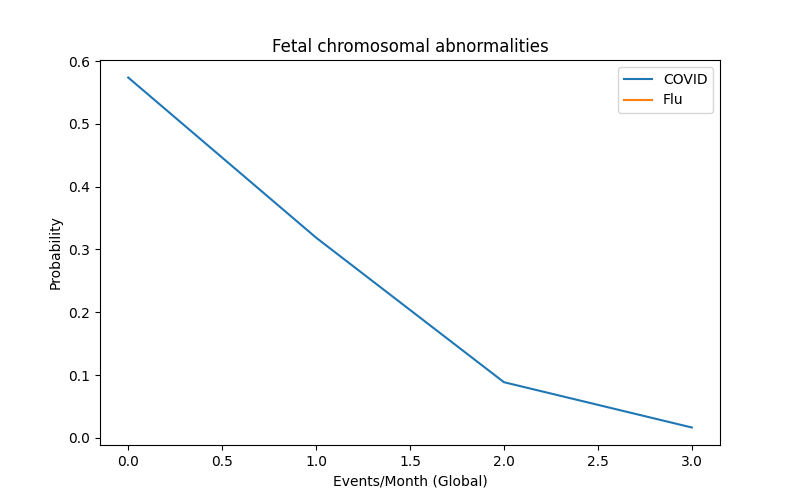 Fetal chromosomal abnormalities
COVID
Flu
Probability
0.6
0.5
0.4
0.3
0.2
0.1
0.0
0.0 0.5 1.0 1.5 2.0 2.5 3.0
Events/Month (Global)